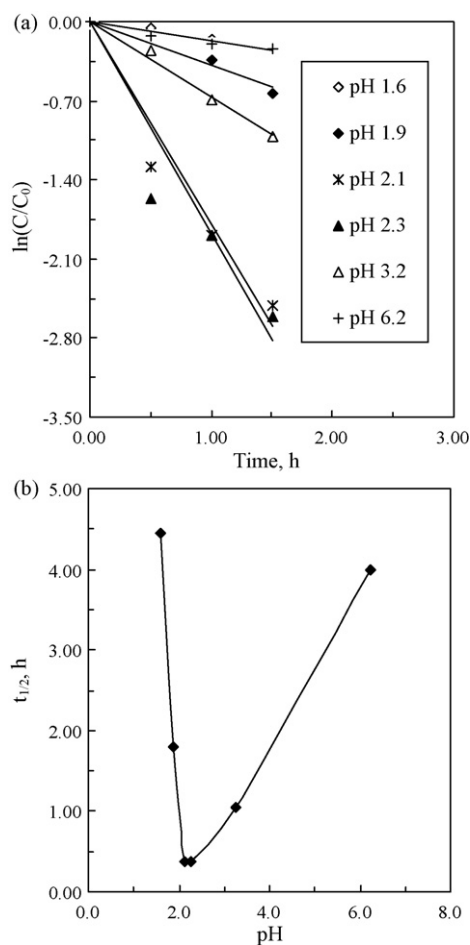 (a)
0.00
-0.70
-1.40
-2.10
-2.80
-3.50
ln(C/C₀)
pH 1.6
pH 1.9
pH 2.1
pH 2.3
pH 3.2
pH 6.2
0.00 1.00 2.00 3.00
Time, h
(b)
5.00
4.00
3.00
2.00
1.00
0.00
t₁/₂, h
0.0 2.0 4.0 6.0 8.0
pH